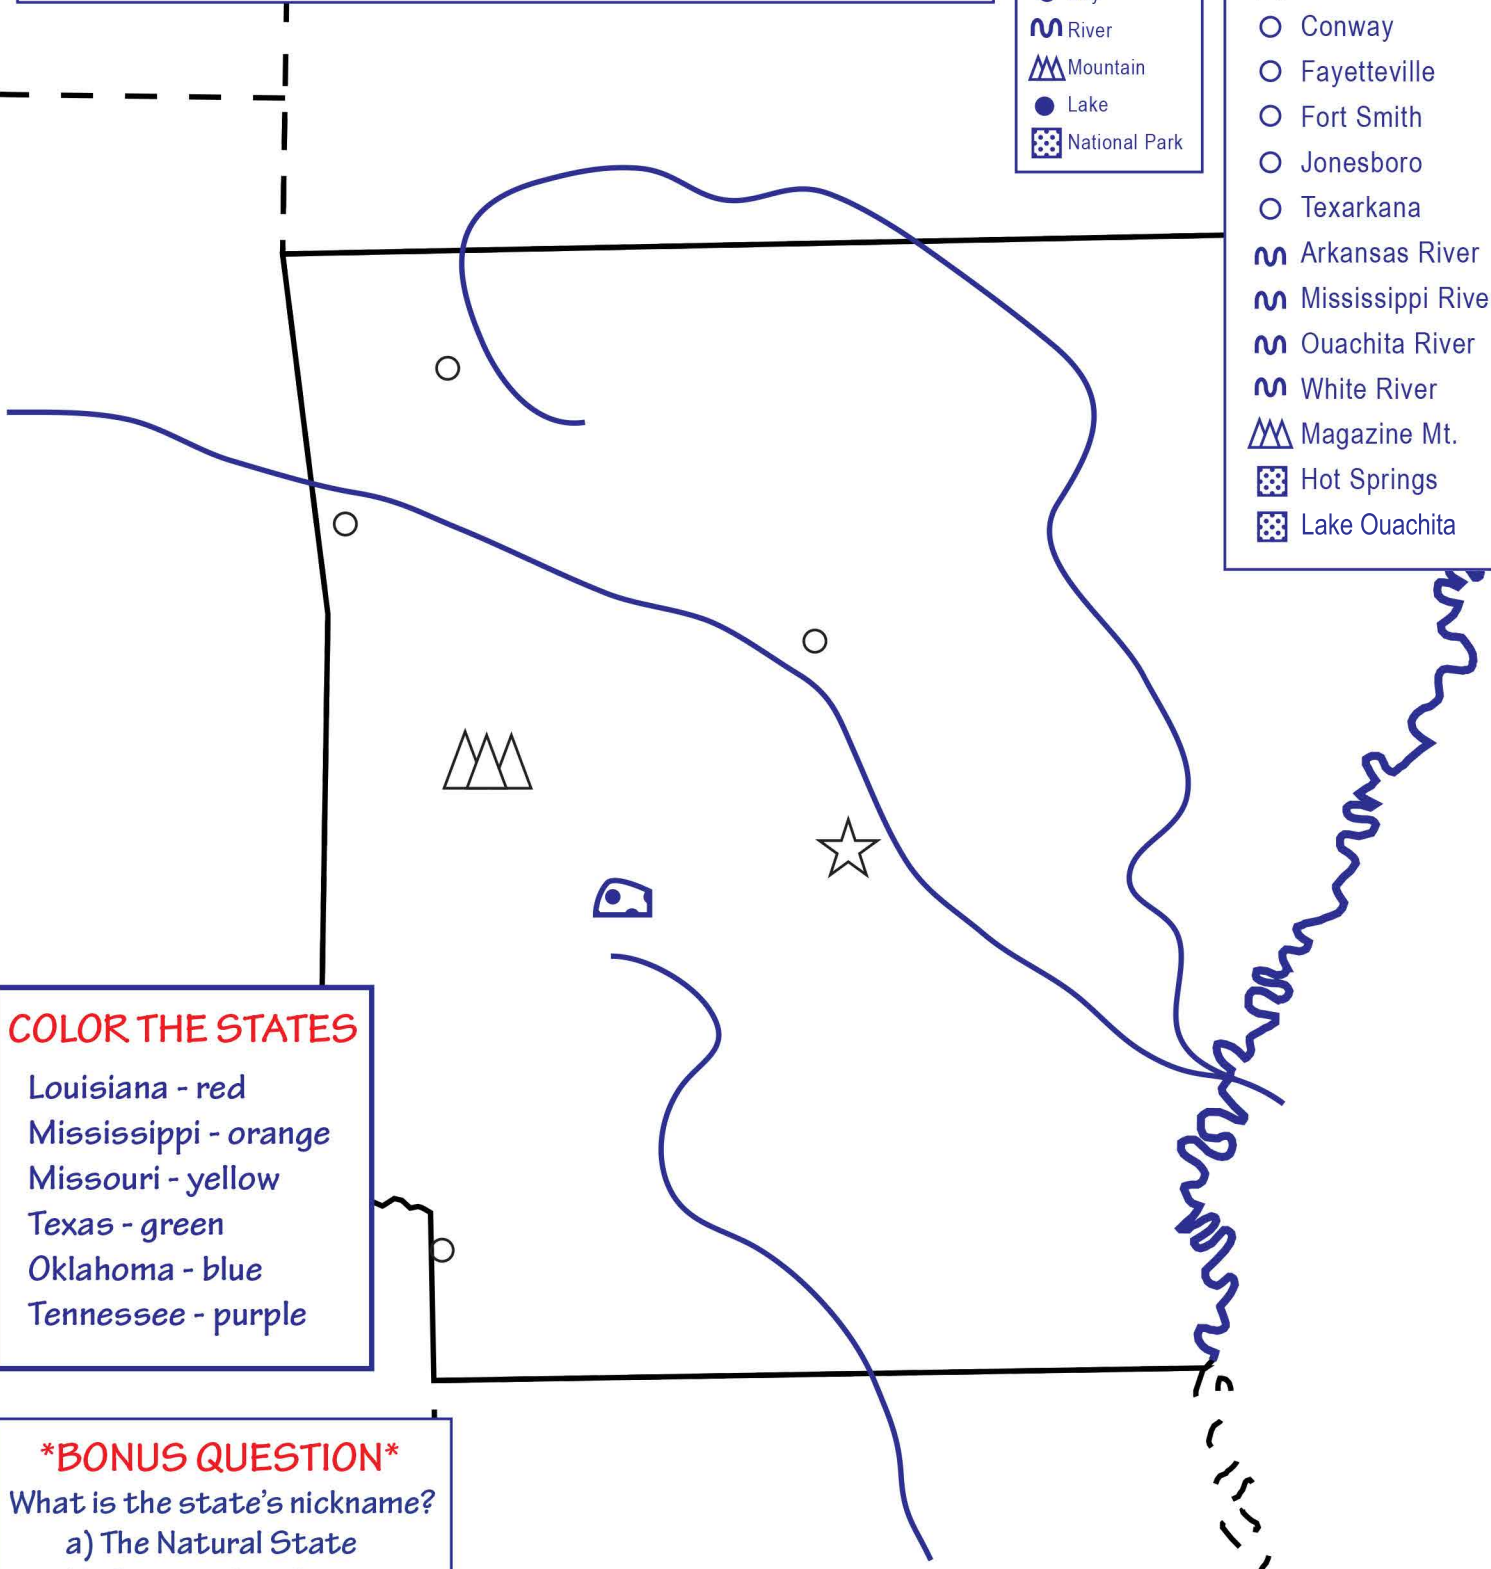 River
Mountain
Lake
National Park
Conway
Fayetteville
Fort Smith
Jonesboro
Texarkana
Arkansas River
Mississippi Rive
Ouachita River
White River
Magazine Mt.
Hot Springs
Lake Ouachita
COLOR THE STATES
Louisiana - red
Mississippi - orange
Missouri - yellow
Texas - green
Oklahoma - blue
Tennessee - purple
*BONUS QUESTION*
What is the state's nickname?
a) The Natural State